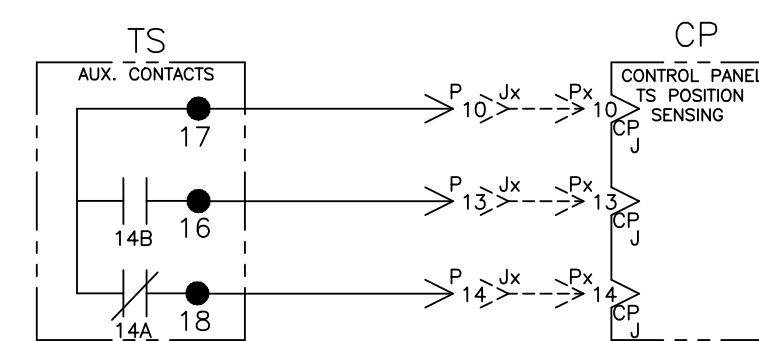 TS
CP
AUX. CONTACTS
CONTROL PANEL
TS POSITION
SENSING
P 10 Jx Px 10
CP
J
17
P 13 Jx Px 13
CP
J
14B 16
P 14 Jx Px 14
CP
J
14A 18